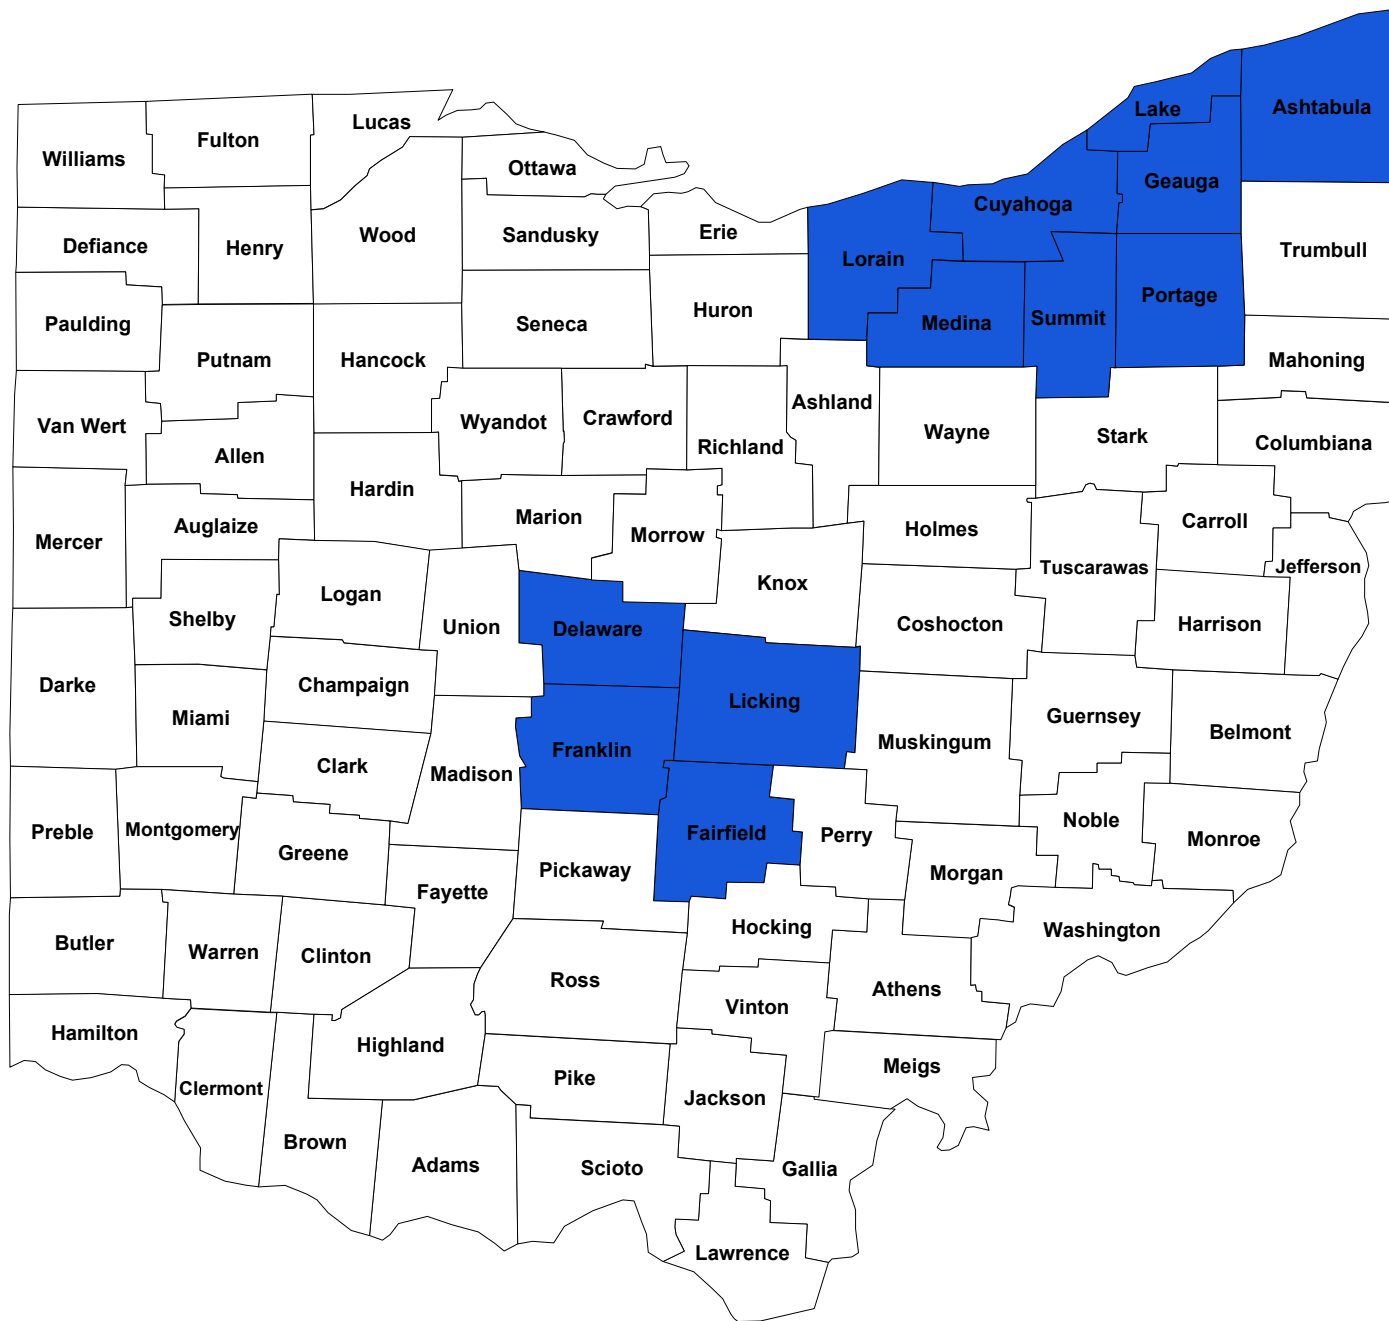 Lake
Ashtabula
Lucas
Fulton
Williams
Ottawa
Geauga
Cuyahoga
Erie
Wood
Sandusky
Defiance
Henry
Trumbull
Lorain
Portage
Huron
Summit
Medina
Paulding
Seneca
Putnam
Hancock
Mahoning
Ashland
Crawford
Wyandot
Van Wert
Wayne
Stark
Columbiana
Richland
Allen
Hardin
Marion
Carroll
Auglaize
Holmes
Morrow
Mercer
Jefferson
Tuscarawas
Knox
Logan
Shelby
Union
Delaware
Coshocton
Harrison
Darke
Champaign
Licking
Miami
Guernsey
Belmont
Muskingum
Franklin
Clark
Madison
Noble
Montgomery
Preble
Fairfield
Perry
Monroe
Greene
Pickaway
Morgan
Fayette
Hocking
Washington
Butler
Warren
Clinton
Ross
Athens
Vinton
Hamilton
Highland
Meigs
Pike
Clermont
Jackson
Brown
Adams
Scioto
Gallia
Lawrence